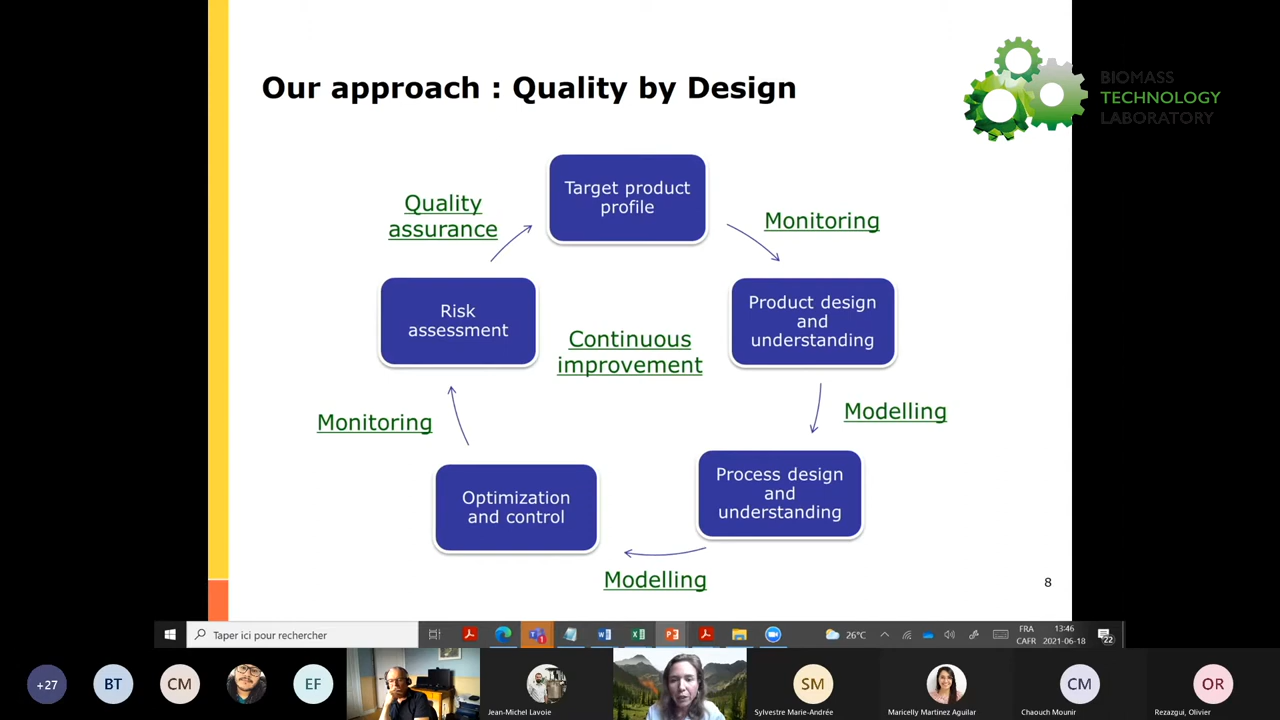 Our approach : Quality by Design
BIOMASS
TECHNOLOGY
LABORATORY
Target product
profile
Quality
assurance
Monitoring
Risk
assessment
Product design
and
understanding
Continuous
improvement
Monitoring
Modelling
Optimization
and control
Process design
and
understanding
Modelling
8
Taper ici pour rechercher
26°C
FRA
CAFR
13:46
2021-06-18
22
+27
BT
CM
EF
SM
CM
OR
Jean-Michel Lavoie
Sylvestre Marie-Andrée
Maricelly Martinez Aguilar
Chaouch Mounir
Rezazgui, Olivier